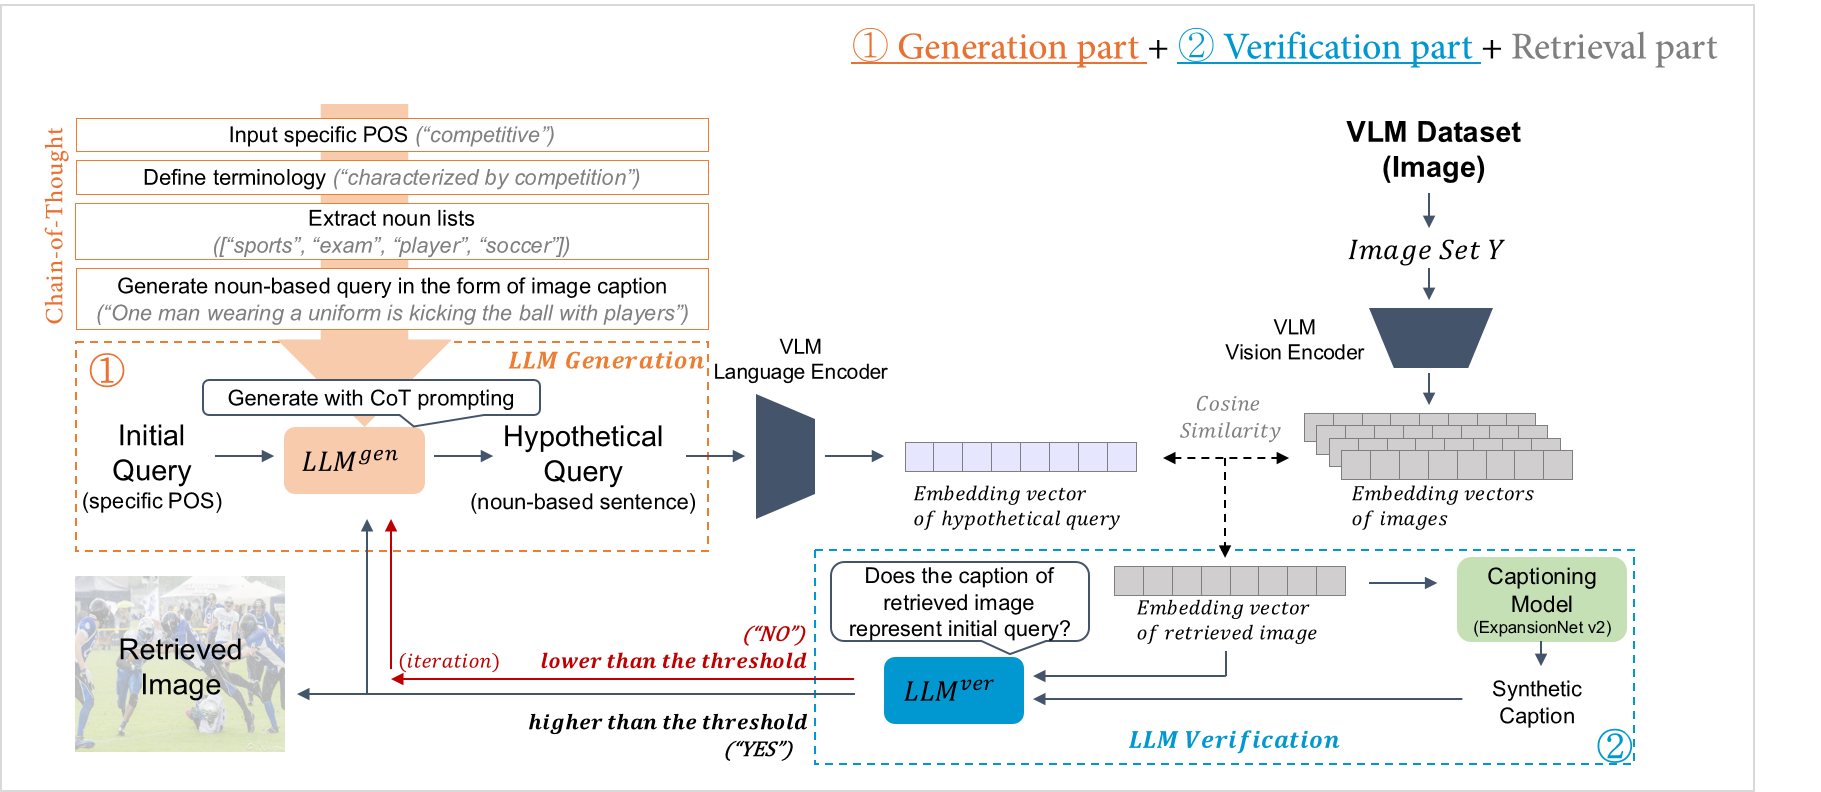 ① Generation part + ② Verification part + Retrieval part
Chain-of-Thought
Input specific POS (“competitive”)
Define terminology (“characterized by competition”)
Extract noun lists
([“sports”, “exam”, “player”, “soccer”])
Generate noun-based query in the form of image caption
(“One man wearing a uniform is kicking the ball with players”)
①
LLM Generation
Generate with CoT prompting
Initial
Query
(specific POS)
LLM^gen
Hypothetical
Query
(noun-based sentence)
VLM
Language Encoder
Embedding vector
of hypothetical query
VLM Dataset
(Image)
Image Set Y
VLM
Vision Encoder
Cosine
Similarity
Embedding vectors
of images
Does the caption of
retrieved image
represent initial query?
Embedding vector
of retrieved image
Captioning
Model
(ExpansionNet v2)
Synthetic
Caption
LLM^ver
LLM Verification
②
(“NO”)
(iteration)
lower than the threshold
higher than the threshold
(“YES”)
Retrieved
Image